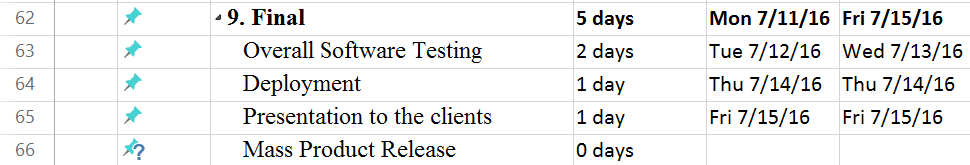 62 9. Final 5 days Mon 7/11/16 Fri 7/15/16
63 Overall Software Testing 2 days Tue 7/12/16 Wed 7/13/16
64 Deployment 1 day Thu 7/14/16 Thu 7/14/16
65 Presentation to the clients 1 day Fri 7/15/16 Fri 7/15/16
66 ? Mass Product Release 0 days